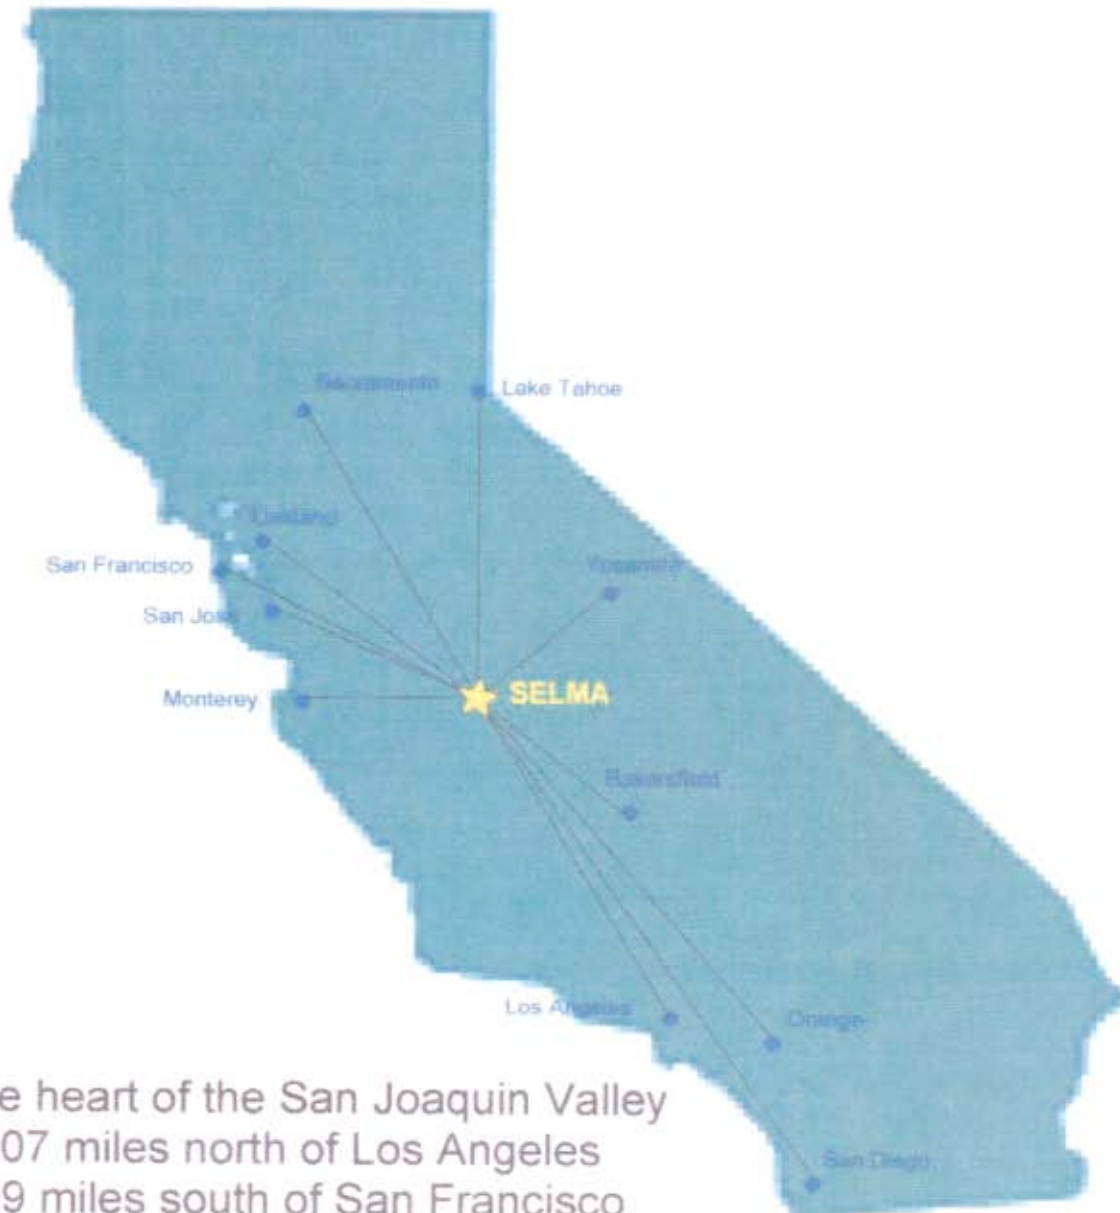 Sacramento
Lake Tahoe
Oakland
San Francisco
Yosemite
San Jose
SELMA
Monterey
Bakersfield
Los Angeles
Orange
e heart of the San Joaquin Valley
07 miles north of Los Angeles
San Diego
9 miles south of San Francisco